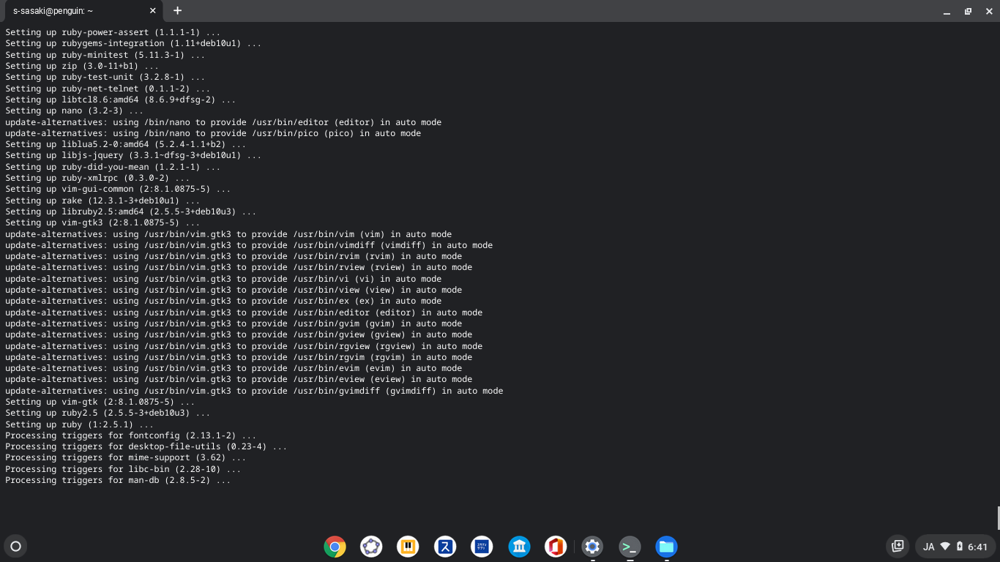 s-sasaki@penguin: ~
Setting up ruby-power-assert (1.1.1-1) ...
Setting up rubygems-integration (1.11+deb10u1) ...
Setting up ruby-minitest (5.11.3-1) ...
Setting up zip (3.0-11+b1) ...
Setting up ruby-test-unit (3.2.8-1) ...
Setting up ruby-net-telnet (0.1.1-2) ...
Setting up libtcl8.6:amd64 (8.6.9+dfsg-2) ...
Setting up nano (3.2-3) ...
update-alternatives: using /bin/nano to provide /usr/bin/editor (editor) in auto mode
update-alternatives: using /bin/nano to provide /usr/bin/pico (pico) in auto mode
Setting up liblua5.2-0:amd64 (5.2.4-1.1+b2) ...
Setting up libjs-jquery (3.3.1~dfsg-3+deb10u1) ...
Setting up ruby-did-you-mean (1.2.1-1) ...
Setting up ruby-xmlrpc (0.3.0-2) ...
Setting up vim-gui-common (2:8.1.0875-5) ...
Setting up rake (12.3.1-3+deb10u1) ...
Setting up libruby2.5:amd64 (2.5.5-3+deb10u3) ...
Setting up vim-gtk3 (2:8.1.0875-5) ...
update-alternatives: using /usr/bin/vim.gtk3 to provide /usr/bin/vim (vim) in auto mode
update-alternatives: using /usr/bin/vim.gtk3 to provide /usr/bin/vimdiff (vimdiff) in auto mode
update-alternatives: using /usr/bin/vim.gtk3 to provide /usr/bin/rvim (rvim) in auto mode
update-alternatives: using /usr/bin/vim.gtk3 to provide /usr/bin/rview (rview) in auto mode
update-alternatives: using /usr/bin/vim.gtk3 to provide /usr/bin/vi (vi) in auto mode
update-alternatives: using /usr/bin/vim.gtk3 to provide /usr/bin/view (view) in auto mode
update-alternatives: using /usr/bin/vim.gtk3 to provide /usr/bin/ex (ex) in auto mode
update-alternatives: using /usr/bin/vim.gtk3 to provide /usr/bin/editor (editor) in auto mode
update-alternatives: using /usr/bin/vim.gtk3 to provide /usr/bin/gvim (gvim) in auto mode
update-alternatives: using /usr/bin/vim.gtk3 to provide /usr/bin/gview (gview) in auto mode
update-alternatives: using /usr/bin/vim.gtk3 to provide /usr/bin/rgview (rgview) in auto mode
update-alternatives: using /usr/bin/vim.gtk3 to provide /usr/bin/rgvim (rgvim) in auto mode
update-alternatives: using /usr/bin/vim.gtk3 to provide /usr/bin/evim (evim) in auto mode
update-alternatives: using /usr/bin/vim.gtk3 to provide /usr/bin/eview (eview) in auto mode
update-alternatives: using /usr/bin/vim.gtk3 to provide /usr/bin/gvimdiff (gvimdiff) in auto mode
Setting up vim-gtk (2:8.1.0875-5) ...
Setting up ruby2.5 (2.5.5-3+deb10u3) ...
Setting up ruby (1:2.5.1) ...
Processing triggers for fontconfig (2.13.1-2) ...
Processing triggers for desktop-file-utils (0.23-4) ...
Processing triggers for mime-support (3.62) ...
Processing triggers for libc-bin (2.28-10) ...
Processing triggers for man-db (2.8.5-2) ...
ス
JA 6:41